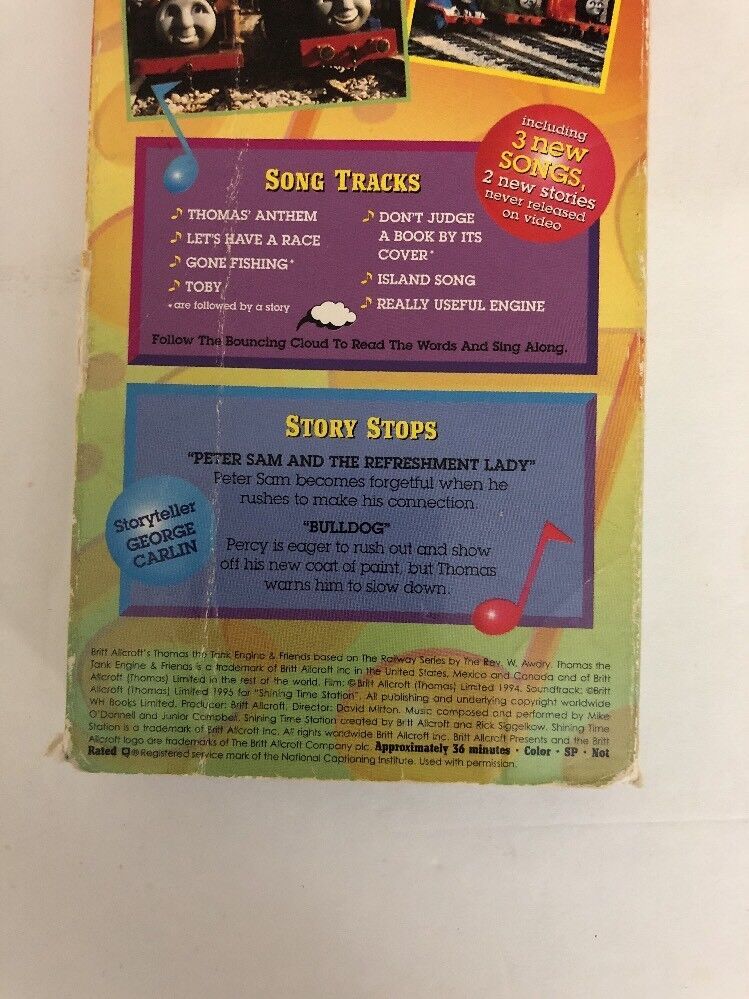 including
3 new
SONGS,
2 new stories
never released
on video
SONG TRACKS
THOMAS' ANTHEM
LET'S HAVE A RACE
GONE FISHING*
TOBY
*are followed by a story
DON'T JUDGE
A BOOK BY ITS
COVER*
ISLAND SONG
REALLY USEFUL ENGINE
Follow The Bouncing Cloud To Read The Words And Sing Along.
STORY STOPS
"PETER SAM AND THE REFRESHMENT LADY"
Peter Sam becomes forgetful when he
rushes to make his connection.
"BULLDOG"
Percy is eager to rush out and show
off his new coat of paint, but Thomas
warns him to slow down.
Storyteller
GEORGE
CARLIN
Britt Allcroft's Thomas the Tank Engine & Friends based on The Railway Series by The Rev. W. Awdry. Thomas the
Tank Engine & Friends is a trademark of Britt Allcroft Inc in the United States, Mexico and Canada and of Britt
Allcroft (Thomas) Limited in the rest of the world. Film: © Britt Allcroft (Thomas) Limited 1994. Soundtrack: ©Britt
Allcroft (Thomas) Limited 1995 for "Shining Time Station". All publishing and underlying copyright worldwide
WH Books Limited. Producer: Britt Allcroft. Director: David Mitton. Music composed and performed by Mike
O'Donnell and Junior Campbell. Shining Time Station created by Britt Allcroft and Rick Siggelkow. Shining Time
Station is a trademark of Britt Allcroft Inc. All rights worldwide Britt Allcroft Inc. Britt Allcroft Presents and the Britt
Allcroft logo are trademarks of The Britt Allcroft Company plc. Approximately 36 minutes · Color · SP · Not
Rated ® Registered service mark of the National Captioning Institute. Used with permission.